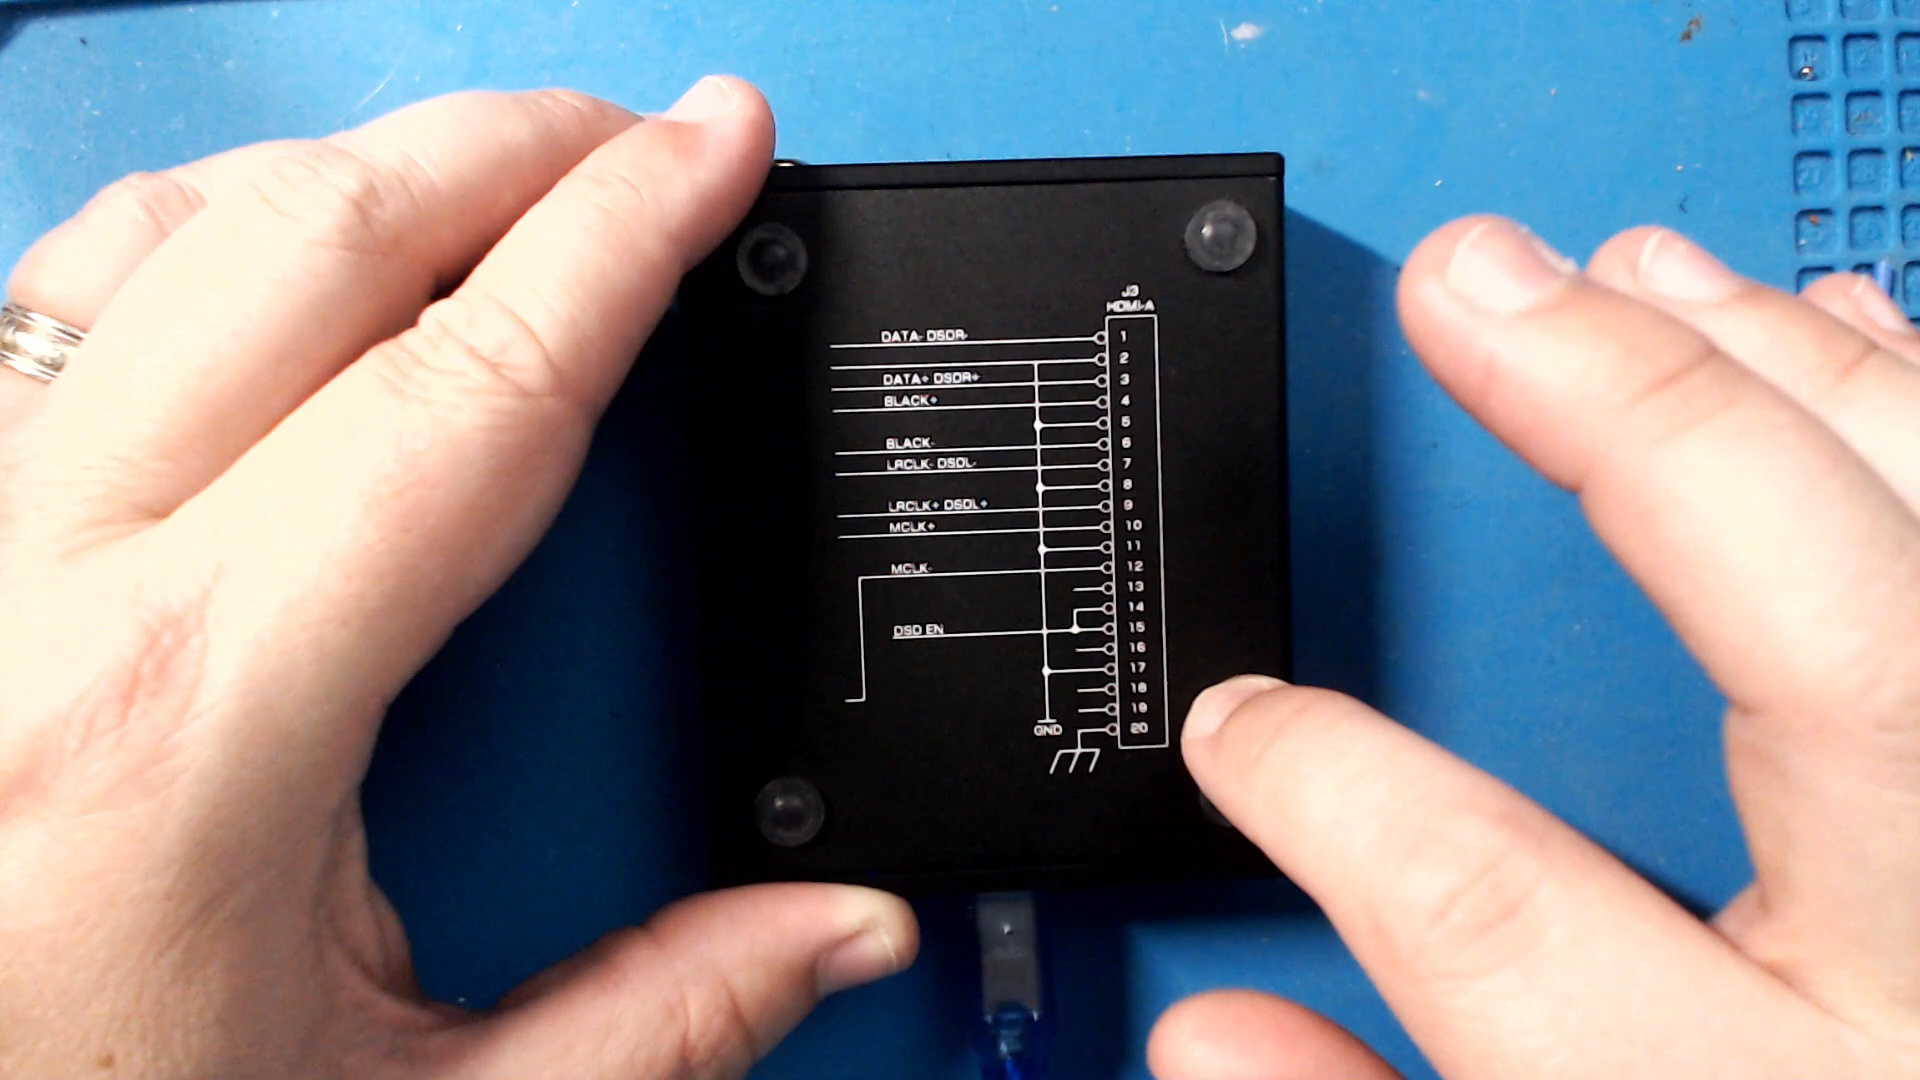 J3
HDMI-A
DATA- DSDR-
1
2
DATA+ DSDR+
3
BLACK+
4
5
BLACK-
6
LRCLK- DSDL-
7
8
LRCLK+ DSDL+
9
MCLK+
10
11
MCLK-
12
13
14
DSD EN
15
16
17
18
19
GND
20